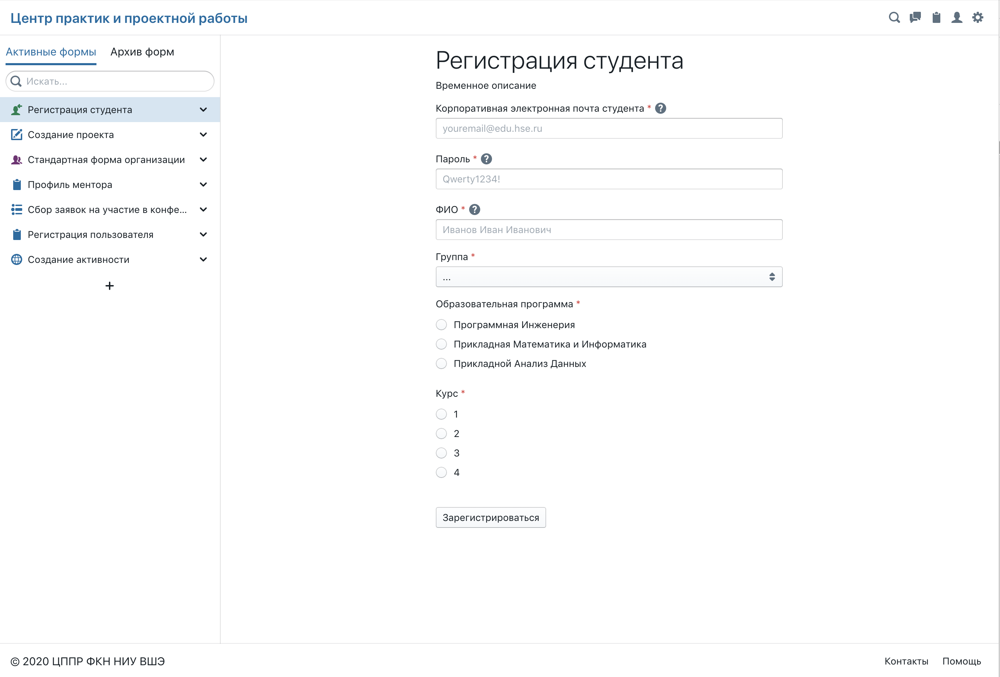 Центр практик и проектной работы
Активные формы
Архив форм
Искать...
Регистрация студента
Создание проекта
Стандартная форма организации
Профиль ментора
Сбор заявок на участие в конфе...
Регистрация пользователя
Создание активности
+
Регистрация студента
Временное описание
Корпоративная электронная почта студента * ?
youremail@edu.hse.ru
Пароль * ?
Qwerty1234!
ФИО * ?
Иванов Иван Иванович
Группа *
...
Образовательная программа *
Программная Инженерия
Прикладная Математика и Информатика
Прикладной Анализ Данных
Курс *
1
2
3
4
Зарегистрироваться
© 2020 ЦППР ФКН НИУ ВШЭ
Контакты
Помощь